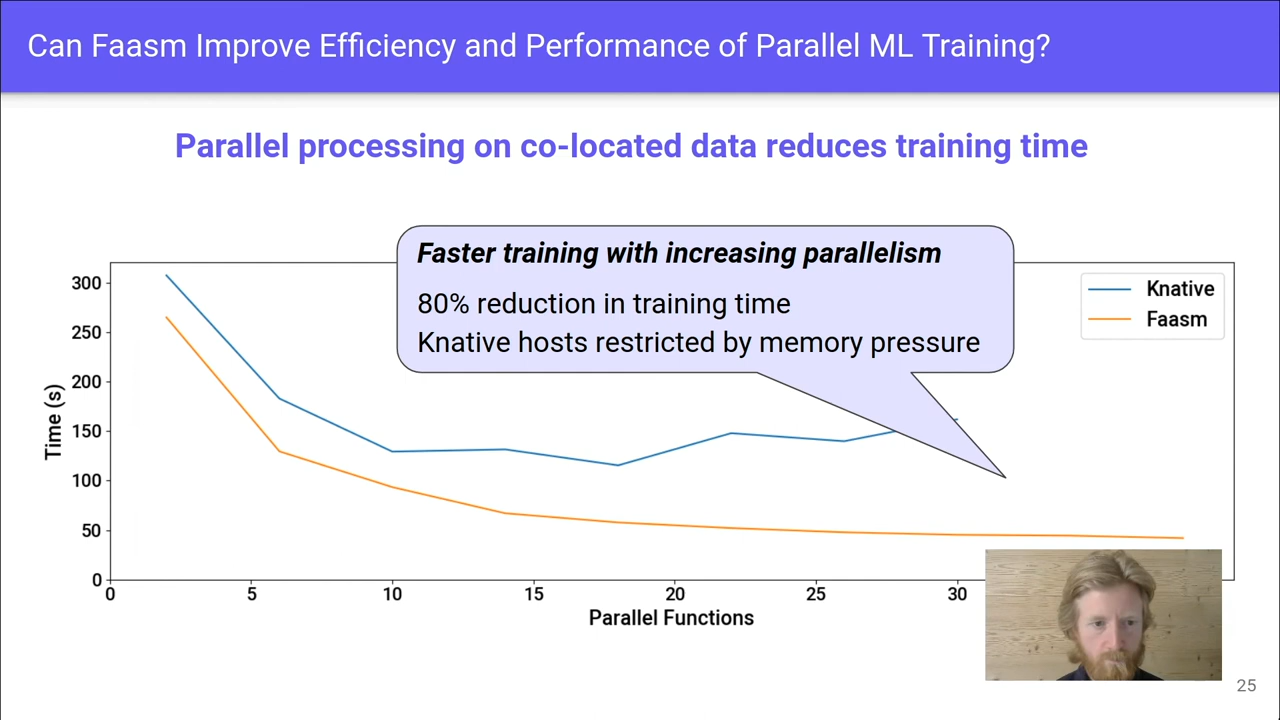 Can Faasm Improve Efficiency and Performance of Parallel ML Training?
Parallel processing on co-located data reduces training time
Faster training with increasing parallelism
80% reduction in training time
Knative hosts restricted by memory pressure
Knative
Faasm
Time (s)
300
250
200
150
100
50
0
0 5 10 15 20 25 30
Parallel Functions
25